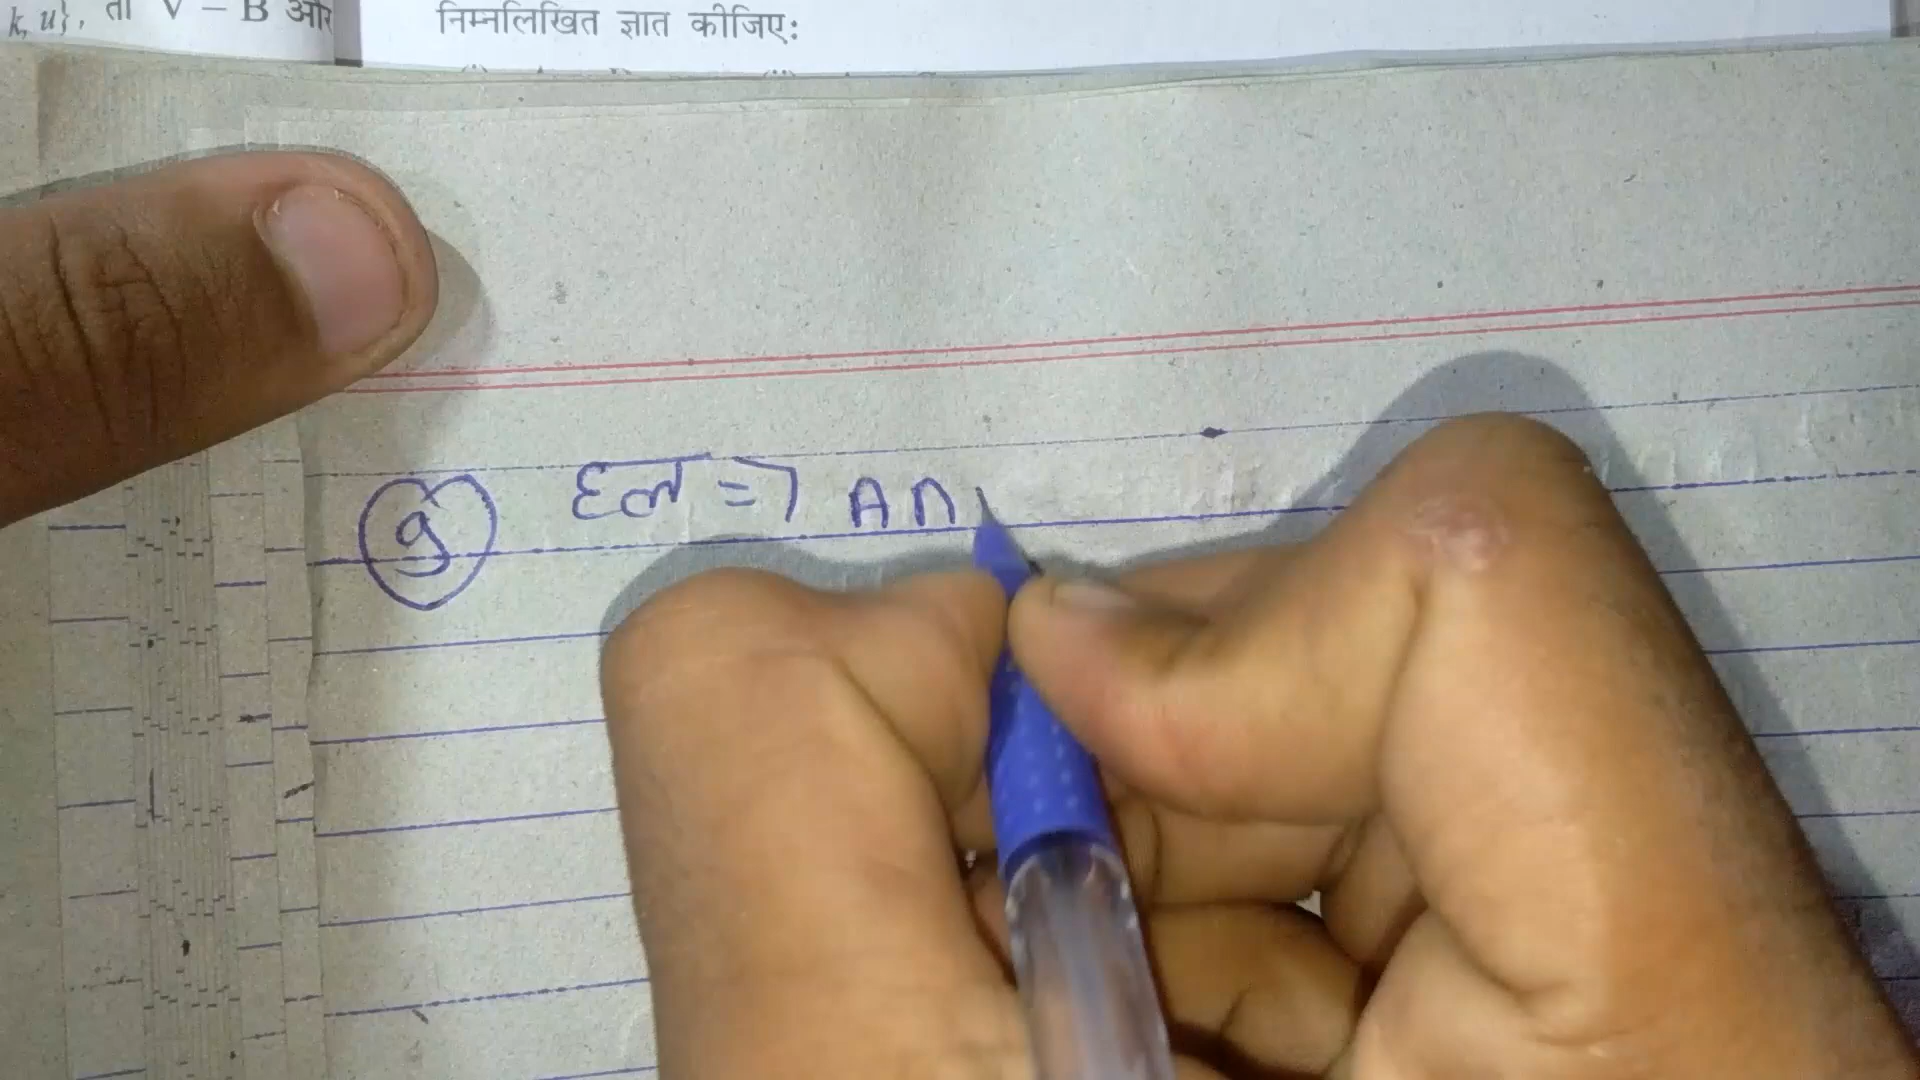 k, u}, तो V – B और
निम्नलिखित ज्ञात कीजिए:
9 हल => A ∩